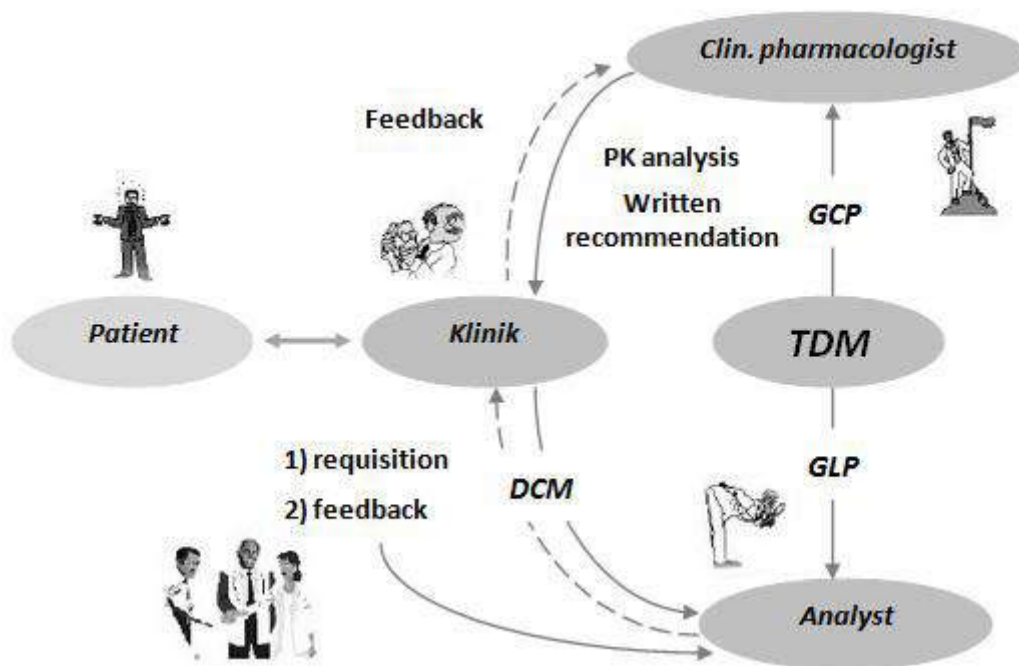 Clin. pharmacologist
Feedback
PK analysis
Written
recommendation
GCP
Patient
Klinik
TDM
1) requisition
2) feedback
DCM
GLP
Analyst